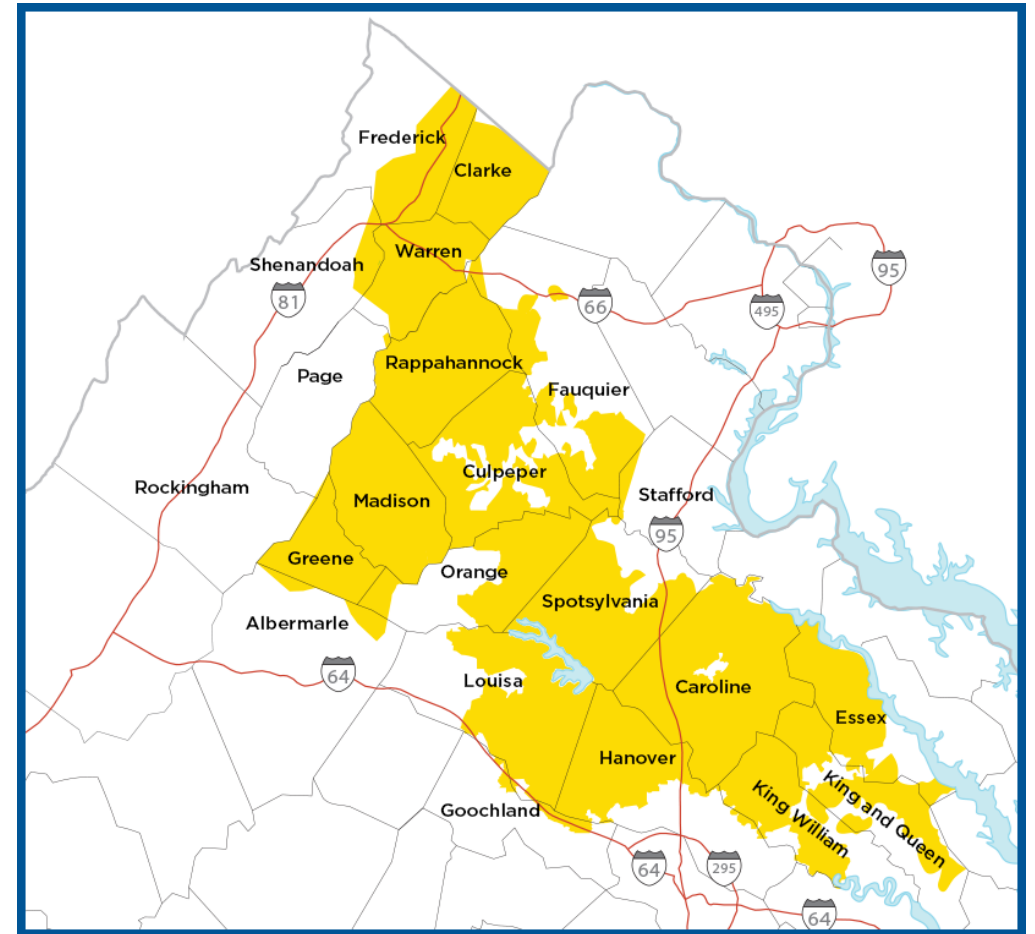 Frederick
Clarke
Warren
Shenandoah
95
81
66
495
Rappahannock
Page
Fauquier
Culpeper
Rockingham
Madison
Stafford
95
Greene
Orange
Spotsylvania
Albermarle
64
Louisa
Caroline
Essex
Hanover
Goochland
King William
King and Queen
64
295
64